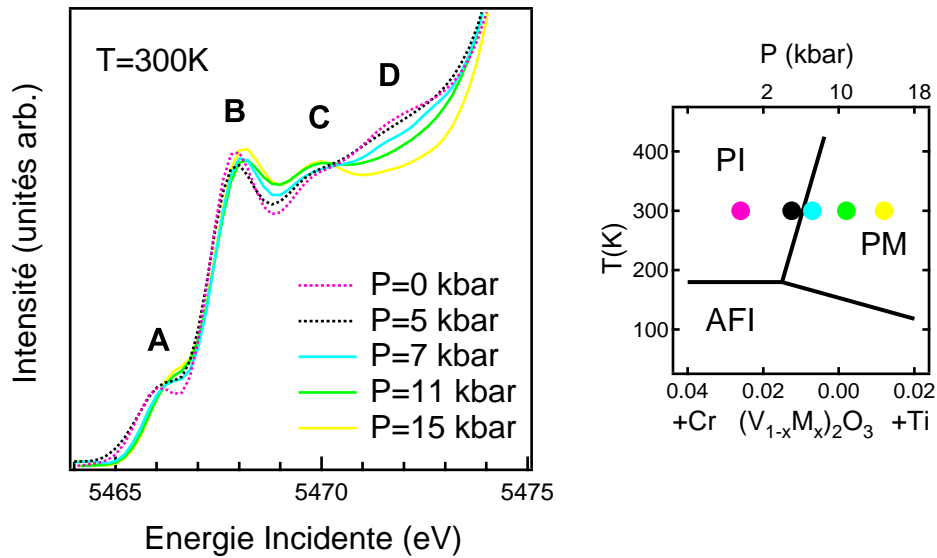 T=300K
A
B
C
D
P=0 kbar
P=5 kbar
P=7 kbar
P=11 kbar
P=15 kbar
Intensité (unités arb.)
5465
5470
5475
Energie Incidente (eV)
P (kbar)
2
10
18
400
300
200
100
T(K)
PI
PM
AFI
0.04
0.02
0.00
0.02
+Cr
(V1-xMx)2O3
+Ti